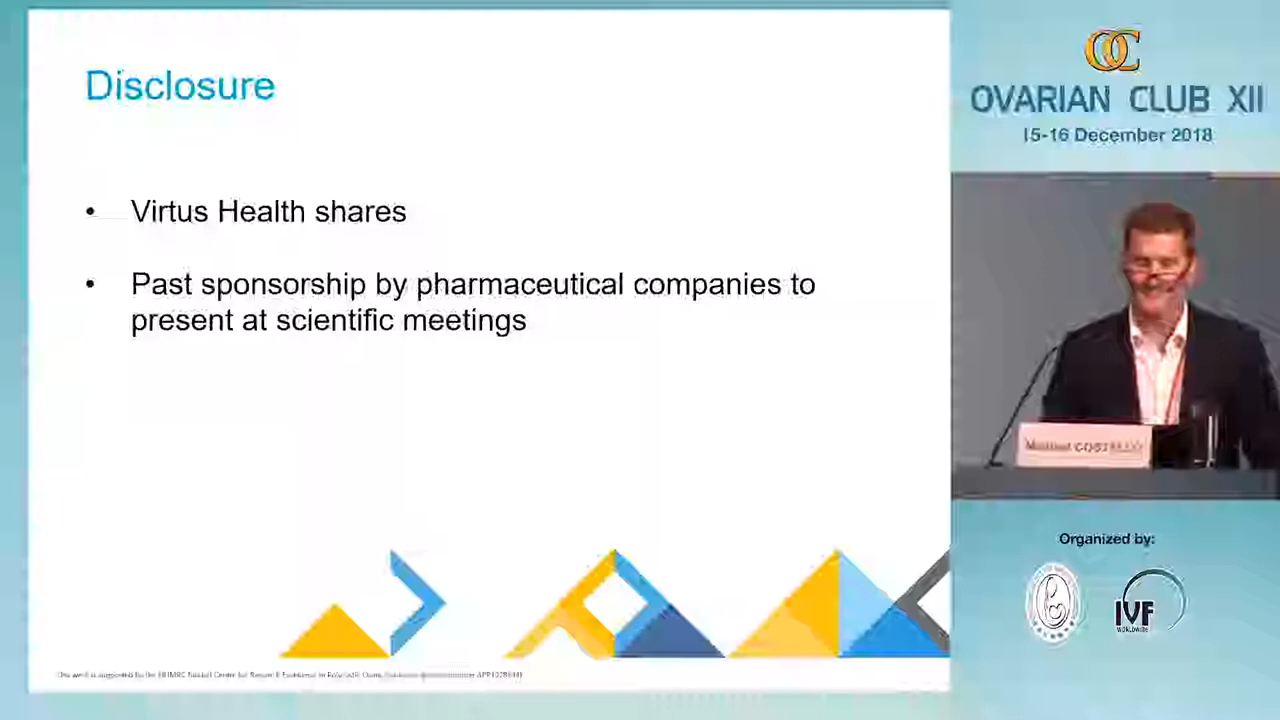 Disclosure
• Virtus Health shares
• Past sponsorship by pharmaceutical companies to
present at scientific meetings
OC
OVARIAN CLUB XII
15-16 December 2018
COSTELLO
Organized by:
IVF
WORLDWIDE